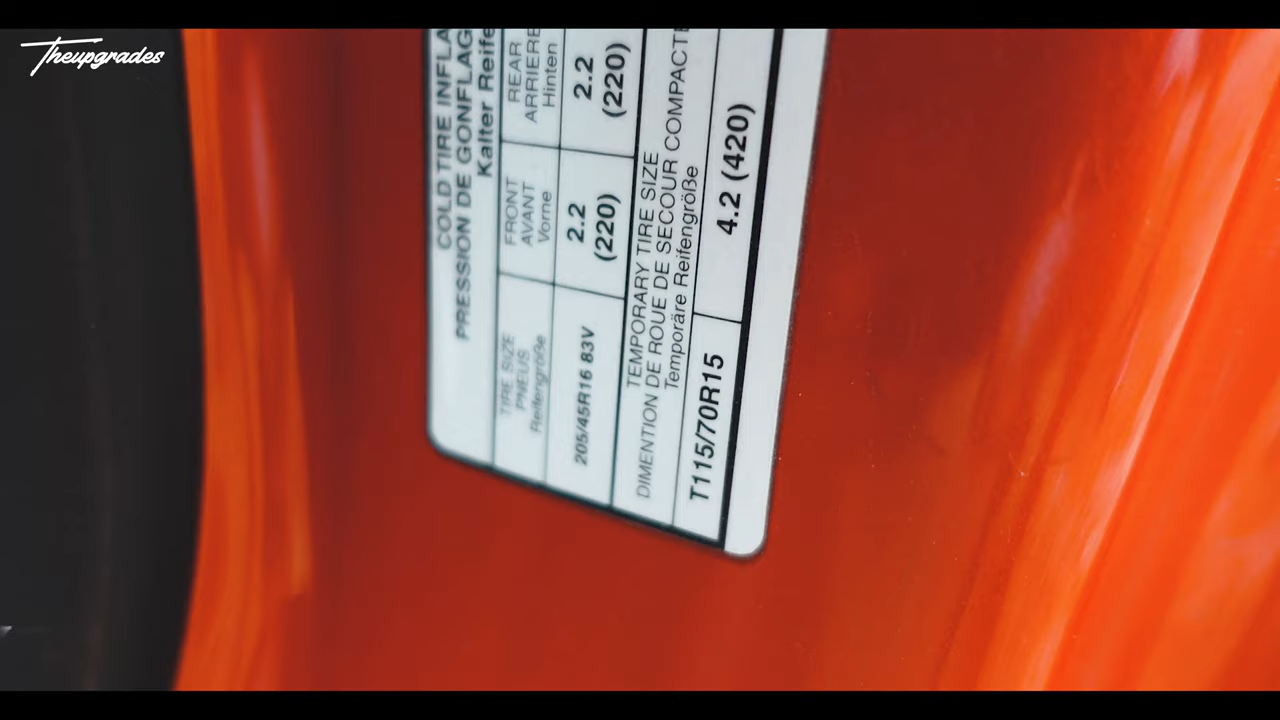 Theupgrades
COLD TIRE INFLA
PRESSION DE GONFLAG
Kalter Reife
TIRE SIZE
PNEUS
Reifengröße
FRONT
AVANT
Vorne
REAR
ARRIERE
Hinten
205/45R16 83V
2.2
(220)
2.2
(220)
TEMPORARY TIRE SIZE
DIMENTION DE ROUE DE SECOUR COMPACTE
Temporäre Reifengröße
T115/70R15
4.2 (420)